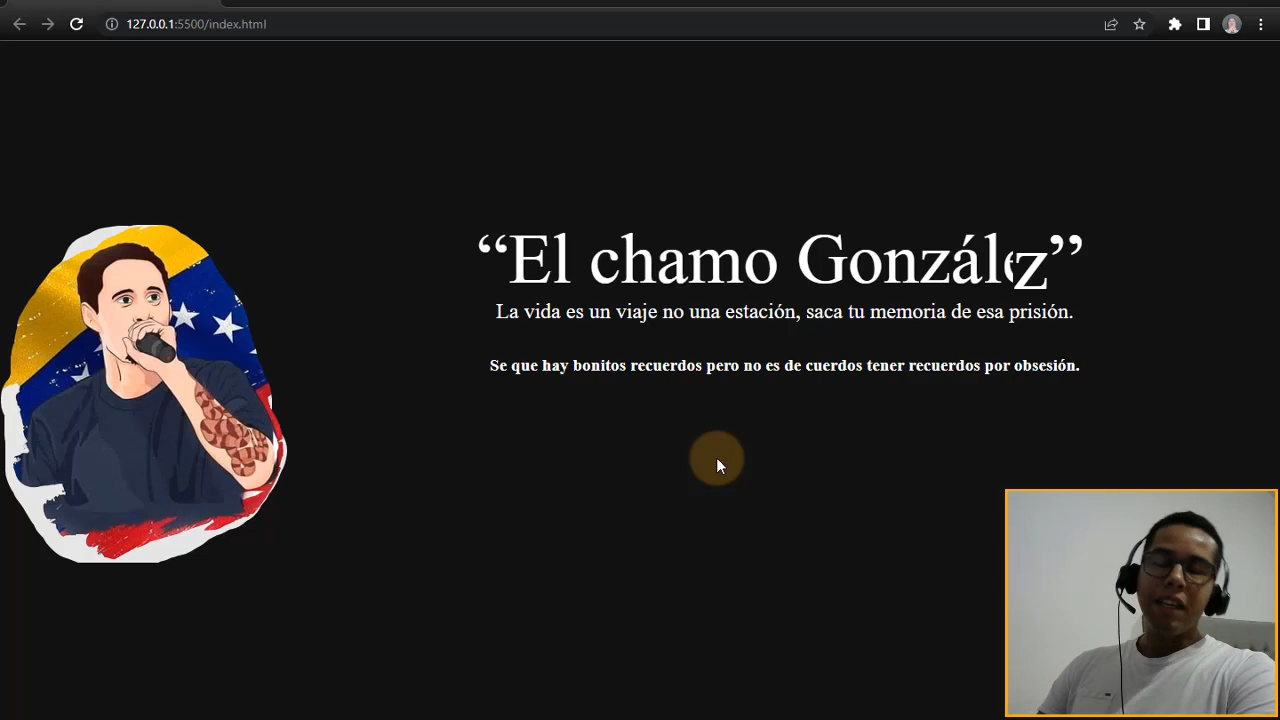 127.0.0.1:5500/index.html
“El chamo González”
La vida es un viaje no una estación, saca tu memoria de esa prisión.
Se que hay bonitos recuerdos pero no es de cuerdos tener recuerdos por obsesión.